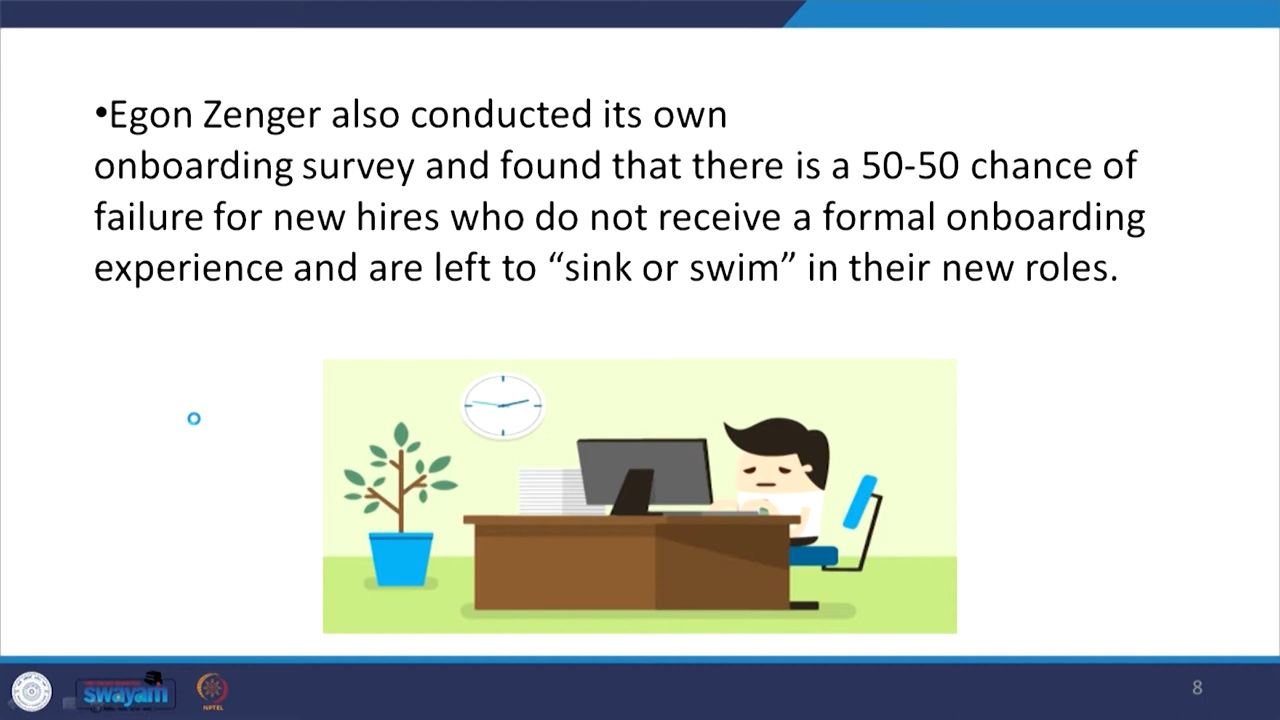 •Egon Zenger also conducted its own
onboarding survey and found that there is a 50-50 chance of
failure for new hires who do not receive a formal onboarding
experience and are left to “sink or swim” in their new roles.
swayam
NPTEL
8